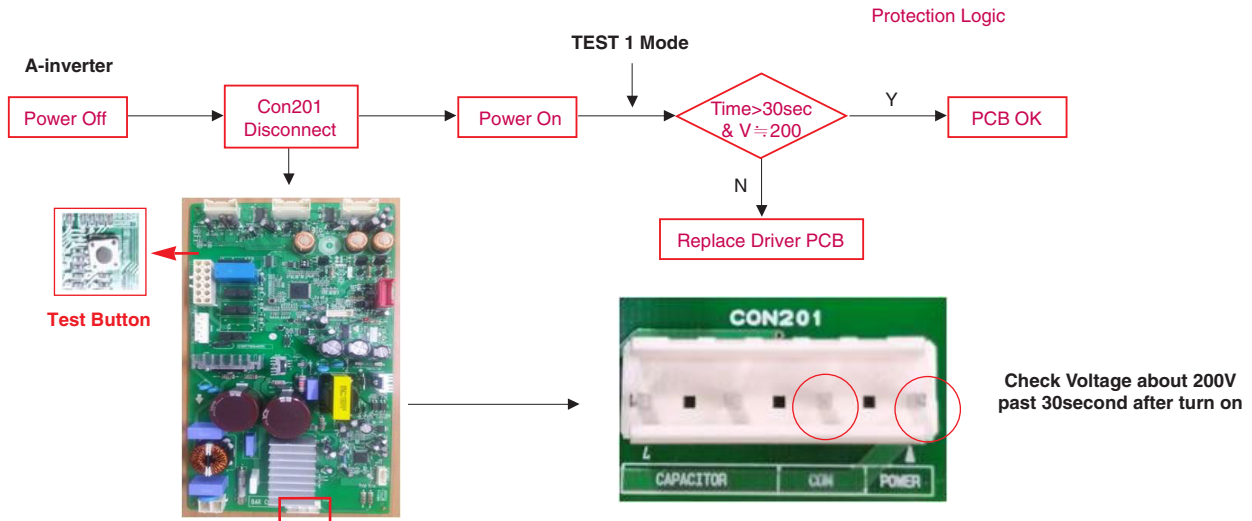 Protection Logic
TEST 1 Mode
A-inverter
Power Off
Con201
Disconnect
Power On
Time>30sec
& V≒200
Y
PCB OK
N
Replace Driver PCB
Test Button
CON201
CAPACITOR
CON
POWER
Check Voltage about 200V
past 30second after turn on